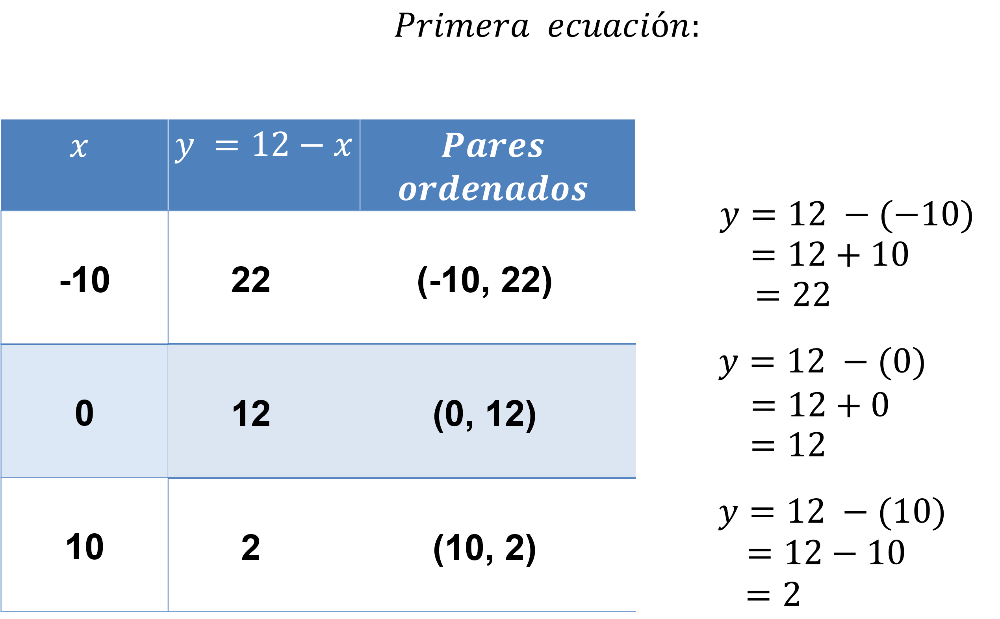 Primera ecuación:
x y = 12 − x Pares
ordenados
-10 22 (-10, 22)
0 12 (0, 12)
10 2 (10, 2)
y = 12 − (−10)
= 12 + 10
= 22
y = 12 − (0)
= 12 + 0
= 12
y = 12 − (10)
= 12 − 10
= 2